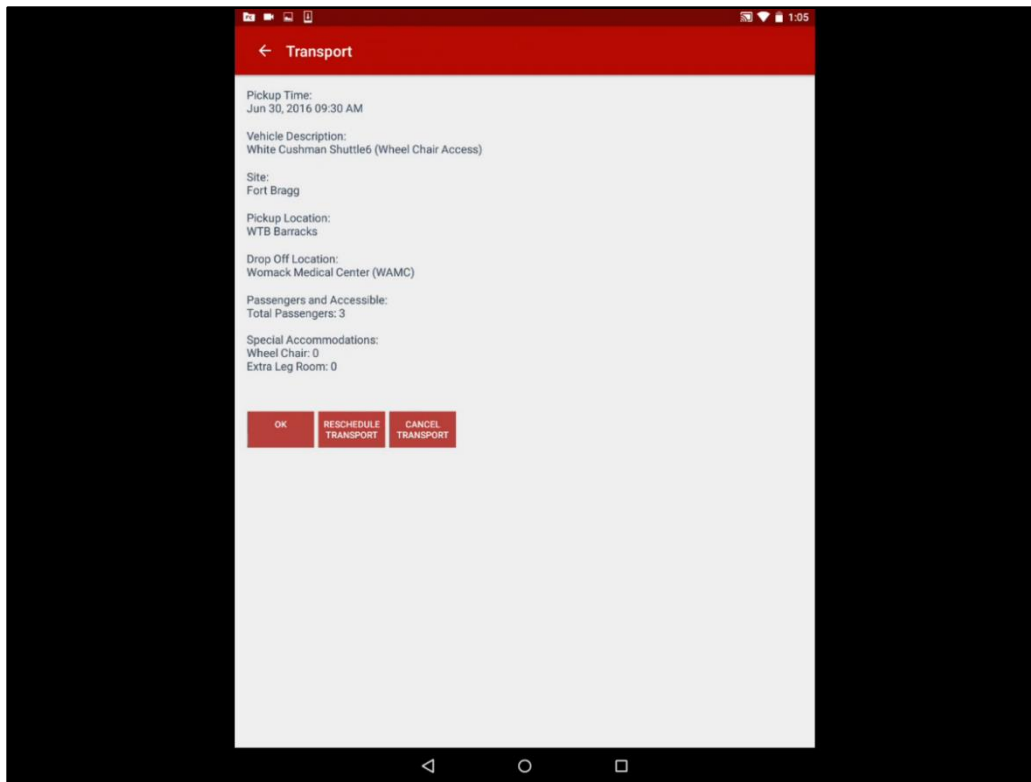 1:05
Transport
Pickup Time:
Jun 30, 2016 09:30 AM
Vehicle Description:
White Cushman Shuttle6 (Wheel Chair Access)
Site:
Fort Bragg
Pickup Location:
WTB Barracks
Drop Off Location:
Womack Medical Center (WAMC)
Passengers and Accessible:
Total Passengers: 3
Special Accommodations:
Wheel Chair: 0
Extra Leg Room: 0
OK
RESCHEDULE
TRANSPORT
CANCEL
TRANSPORT